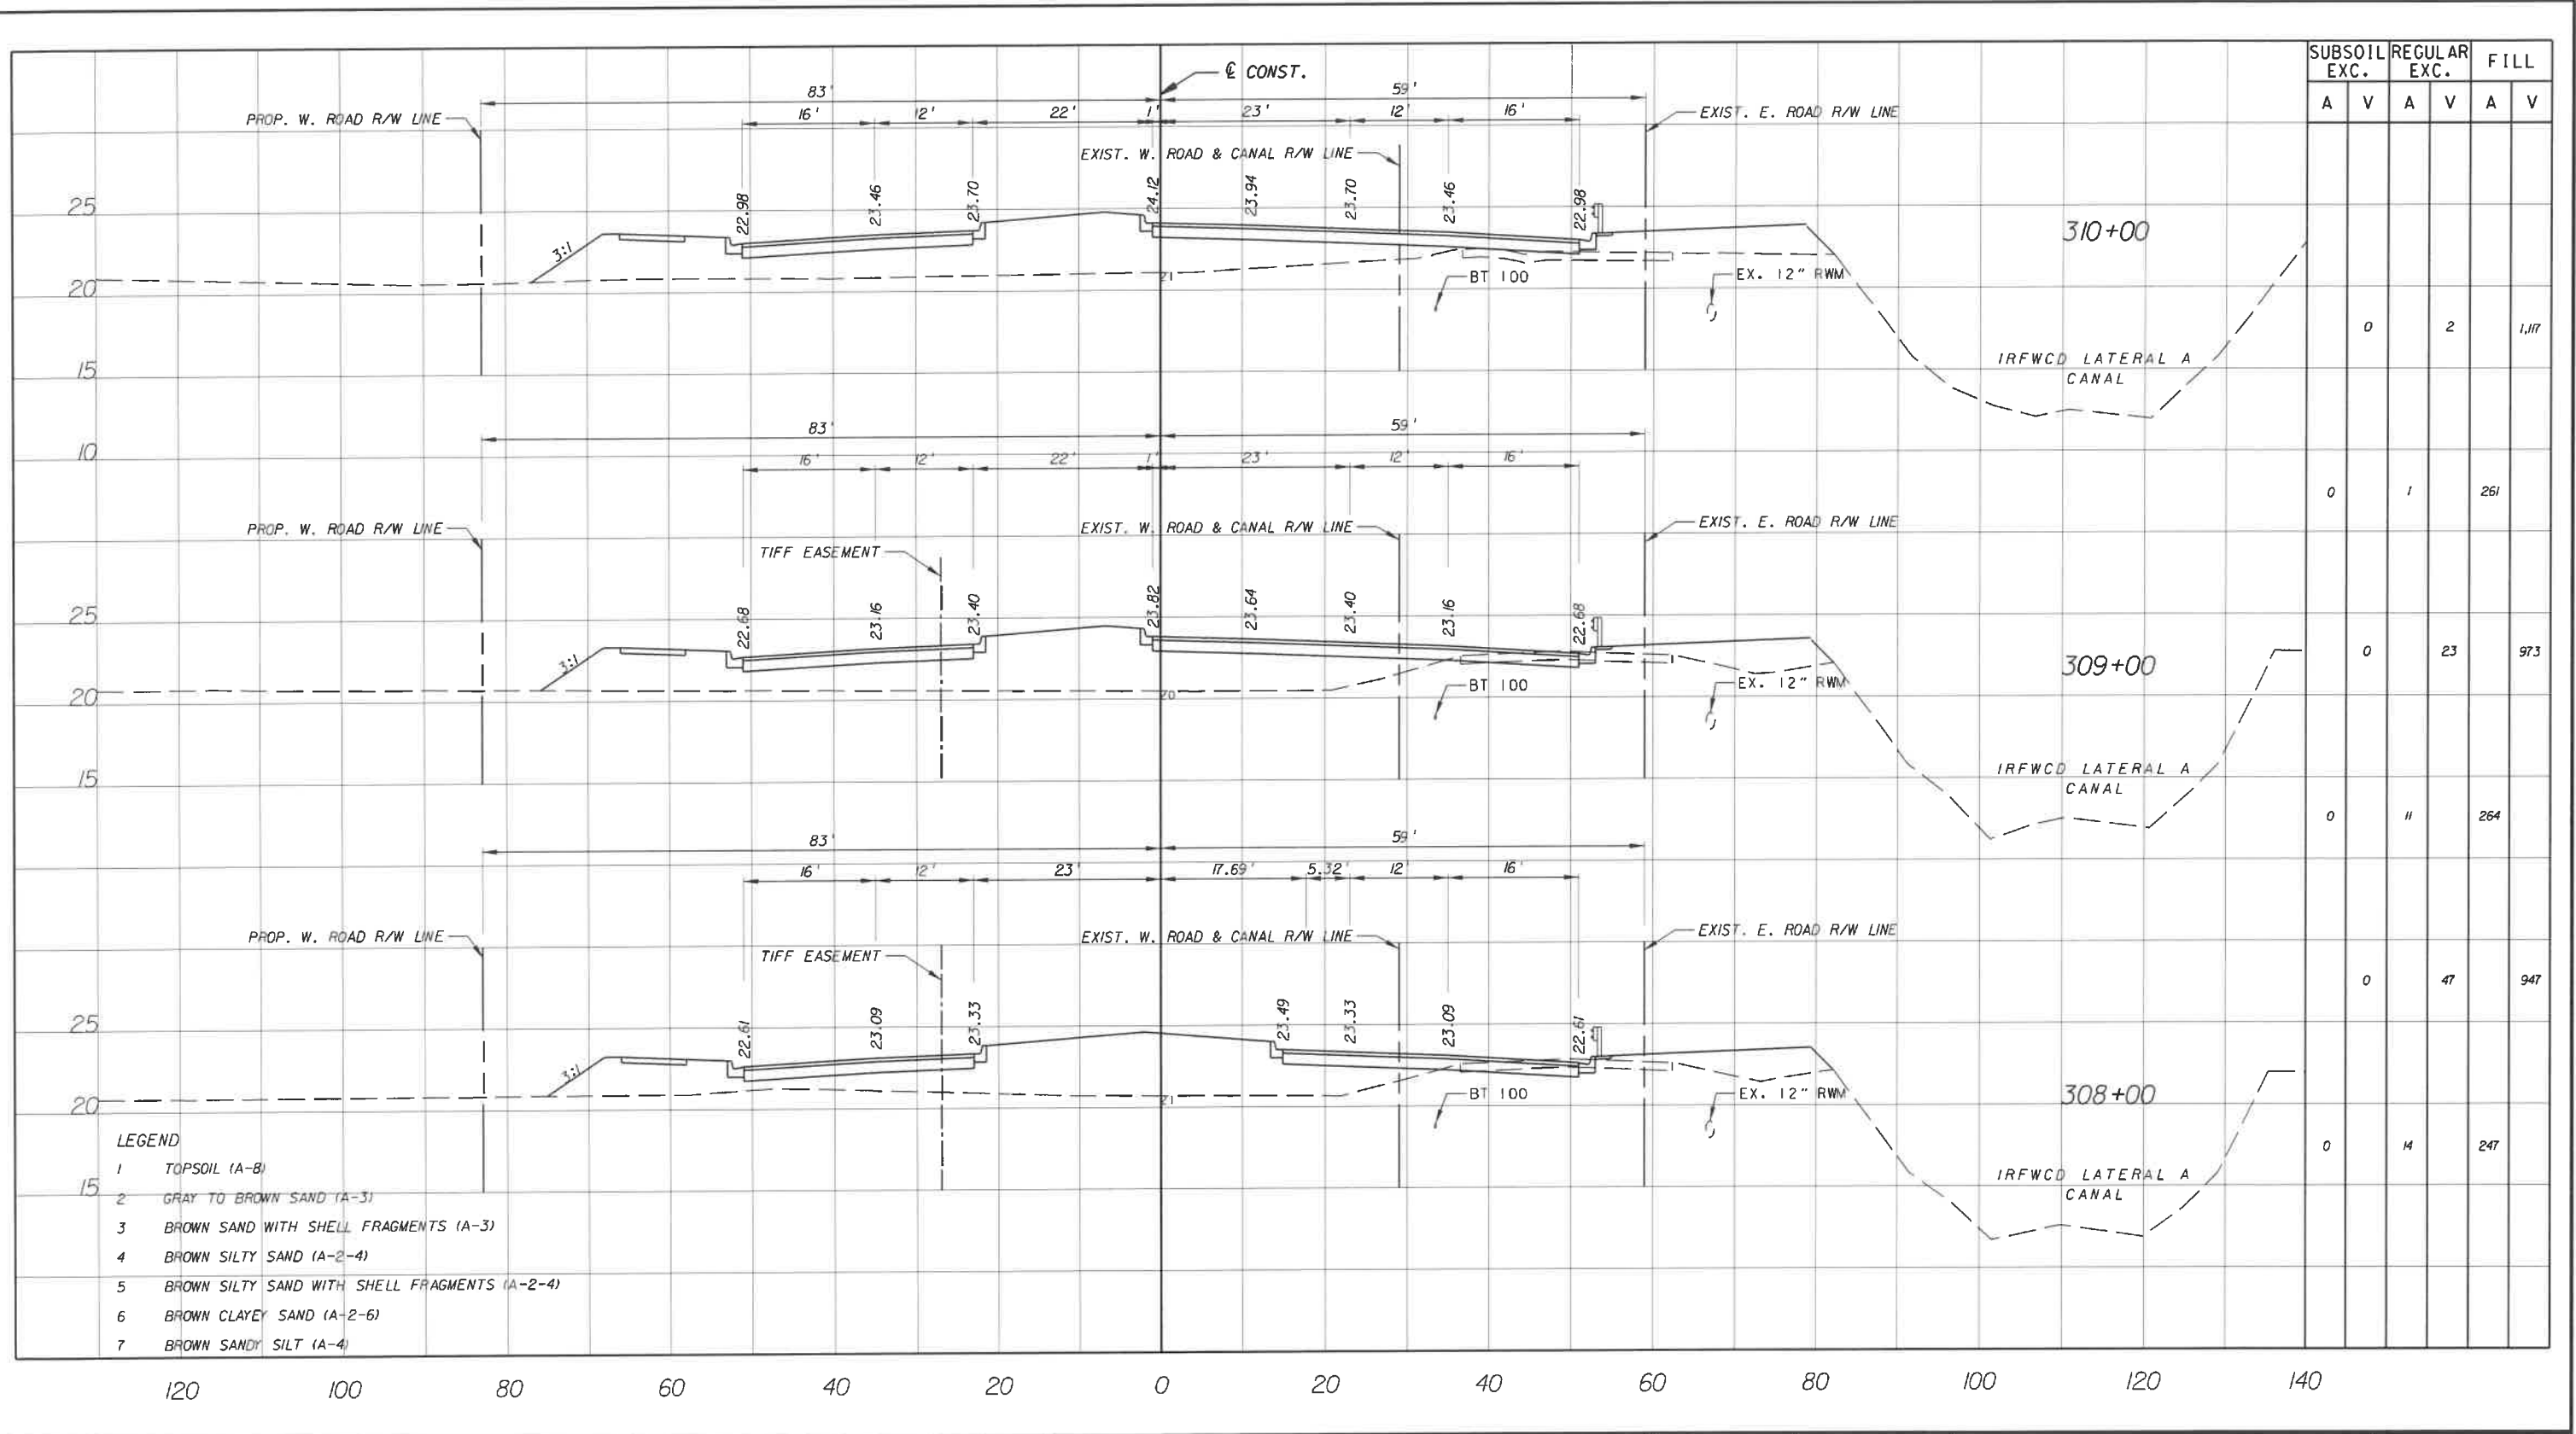 SUBSOIL EXC. REGULAR EXC. FILL
A V A V A V
℄ CONST.
83' 59'
16' 12' 22' 1' 23' 12' 16'
PROP. W. ROAD R/W LINE EXIST. E. ROAD R/W LINE
EXIST. W. ROAD & CANAL R/W LINE
22.98 23.46 23.70 24.12 23.94 23.70 23.46 22.98
25
310+00
3:1
21
BT 100 EX. 12" RWM
20
0 2 1,117
IRFWCD LATERAL A
CANAL
15
83' 59'
10
16' 12' 22' 1' 23' 12' 16'
0 1 261
PROP. W. ROAD R/W LINE EXIST. W. ROAD & CANAL R/W LINE EXIST. E. ROAD R/W LINE
TIFF EASEMENT
22.68 23.16 23.40 23.82 23.64 23.40 23.16 22.68
25
0 23 973
3:1 309+00
BT 100 EX. 12" RWM
20 20
IRFWCD LATERAL A
CANAL
15
0 11 264
83' 59'
16' 12' 23' 17.69' 5.32' 12' 16'
PROP. W. ROAD R/W LINE EXIST. W. ROAD & CANAL R/W LINE EXIST. E. ROAD R/W LINE
TIFF EASEMENT
0 47 947
22.61 23.09 23.33 23.49 23.33 23.09 22.61
25
3:1
BT 100 EX. 12" RWM 308+00
20 21
LEGEND
0 14 247
1 TOPSOIL (A-8)
IRFWCD LATERAL A
CANAL
15
2 GRAY TO BROWN SAND (A-3)
3 BROWN SAND WITH SHELL FRAGMENTS (A-3)
4 BROWN SILTY SAND (A-2-4)
5 BROWN SILTY SAND WITH SHELL FRAGMENTS (A-2-4)
6 BROWN CLAYEY SAND (A-2-6)
7 BROWN SANDY SILT (A-4)
120 100 80 60 40 20 0 20 40 60 80 100 120 140